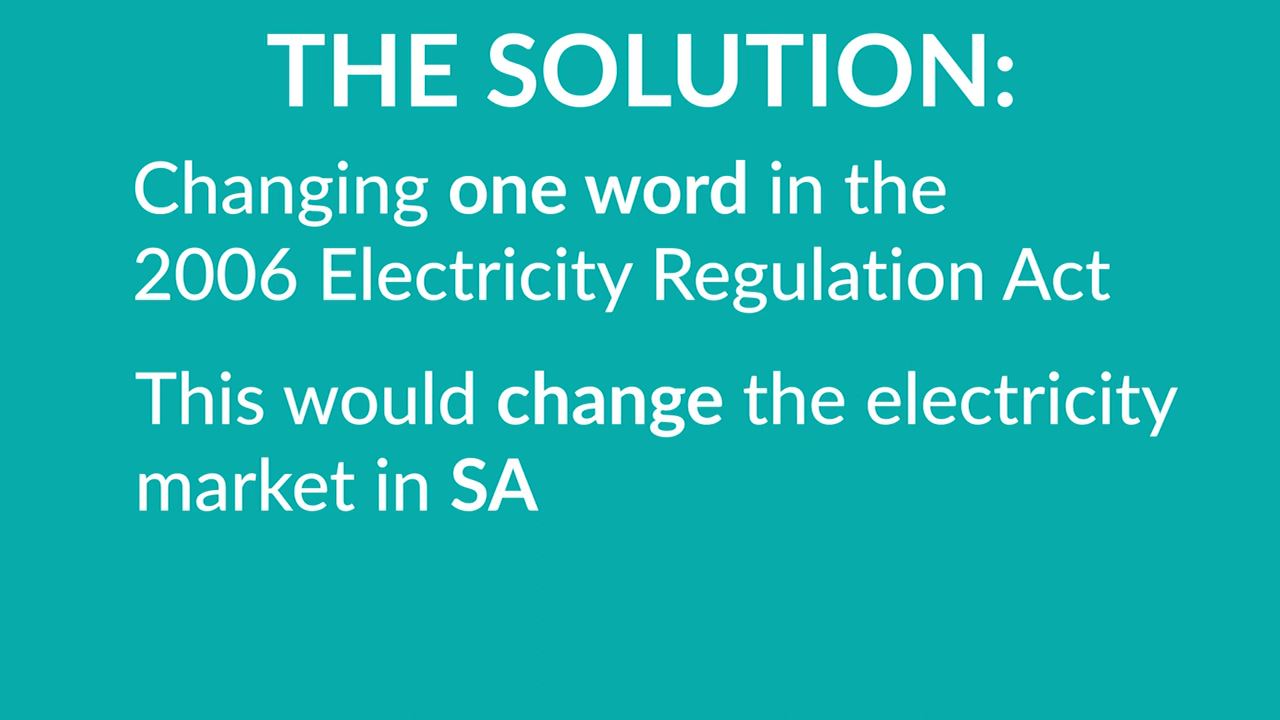 THE SOLUTION:
Changing one word in the
2006 Electricity Regulation Act
This would change the electricity
market in SA